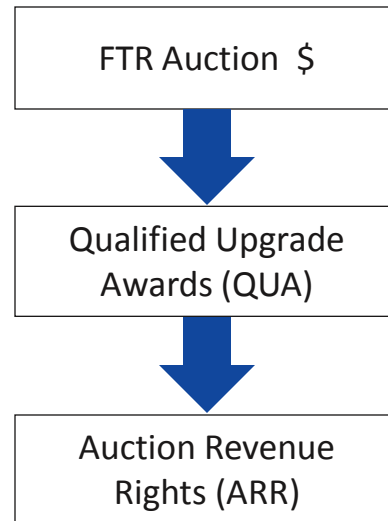 FTR Auction $
Qualified Upgrade
Awards (QUA)
Auction Revenue
Rights (ARR)